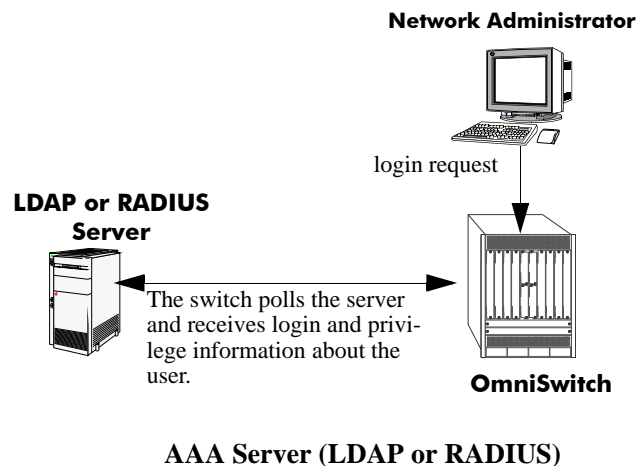 Network Administrator
login request
LDAP or RADIUS
Server
The switch polls the server
and receives login and privi-
lege information about the
user.
OmniSwitch
AAA Server (LDAP or RADIUS)